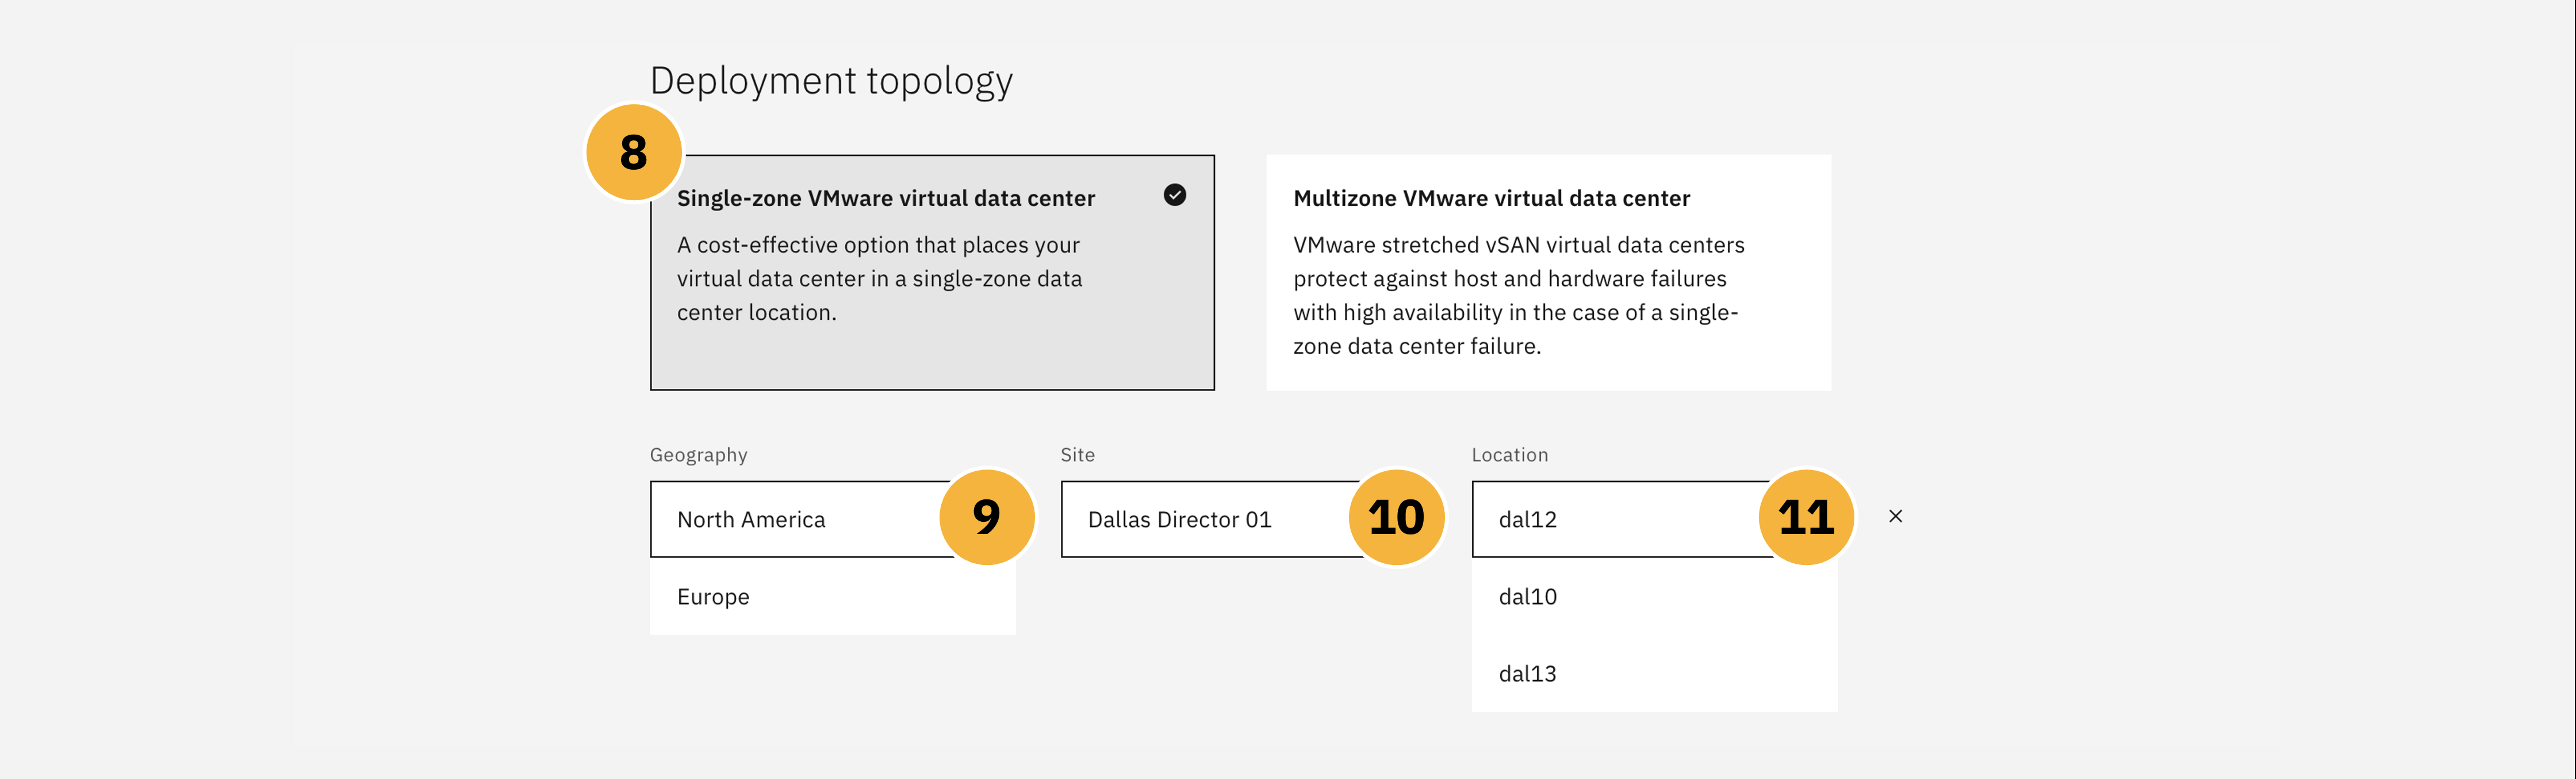 Deployment topology
8
Single-zone VMware virtual data center
A cost-effective option that places your
virtual data center in a single-zone data
center location.
Multizone VMware virtual data center
VMware stretched vSAN virtual data centers
protect against host and hardware failures
with high availability in the case of a single-
zone data center failure.
Geography
North America
9
Europe
Site
Dallas Director 01
10
Location
dal12
11
dal10
dal13